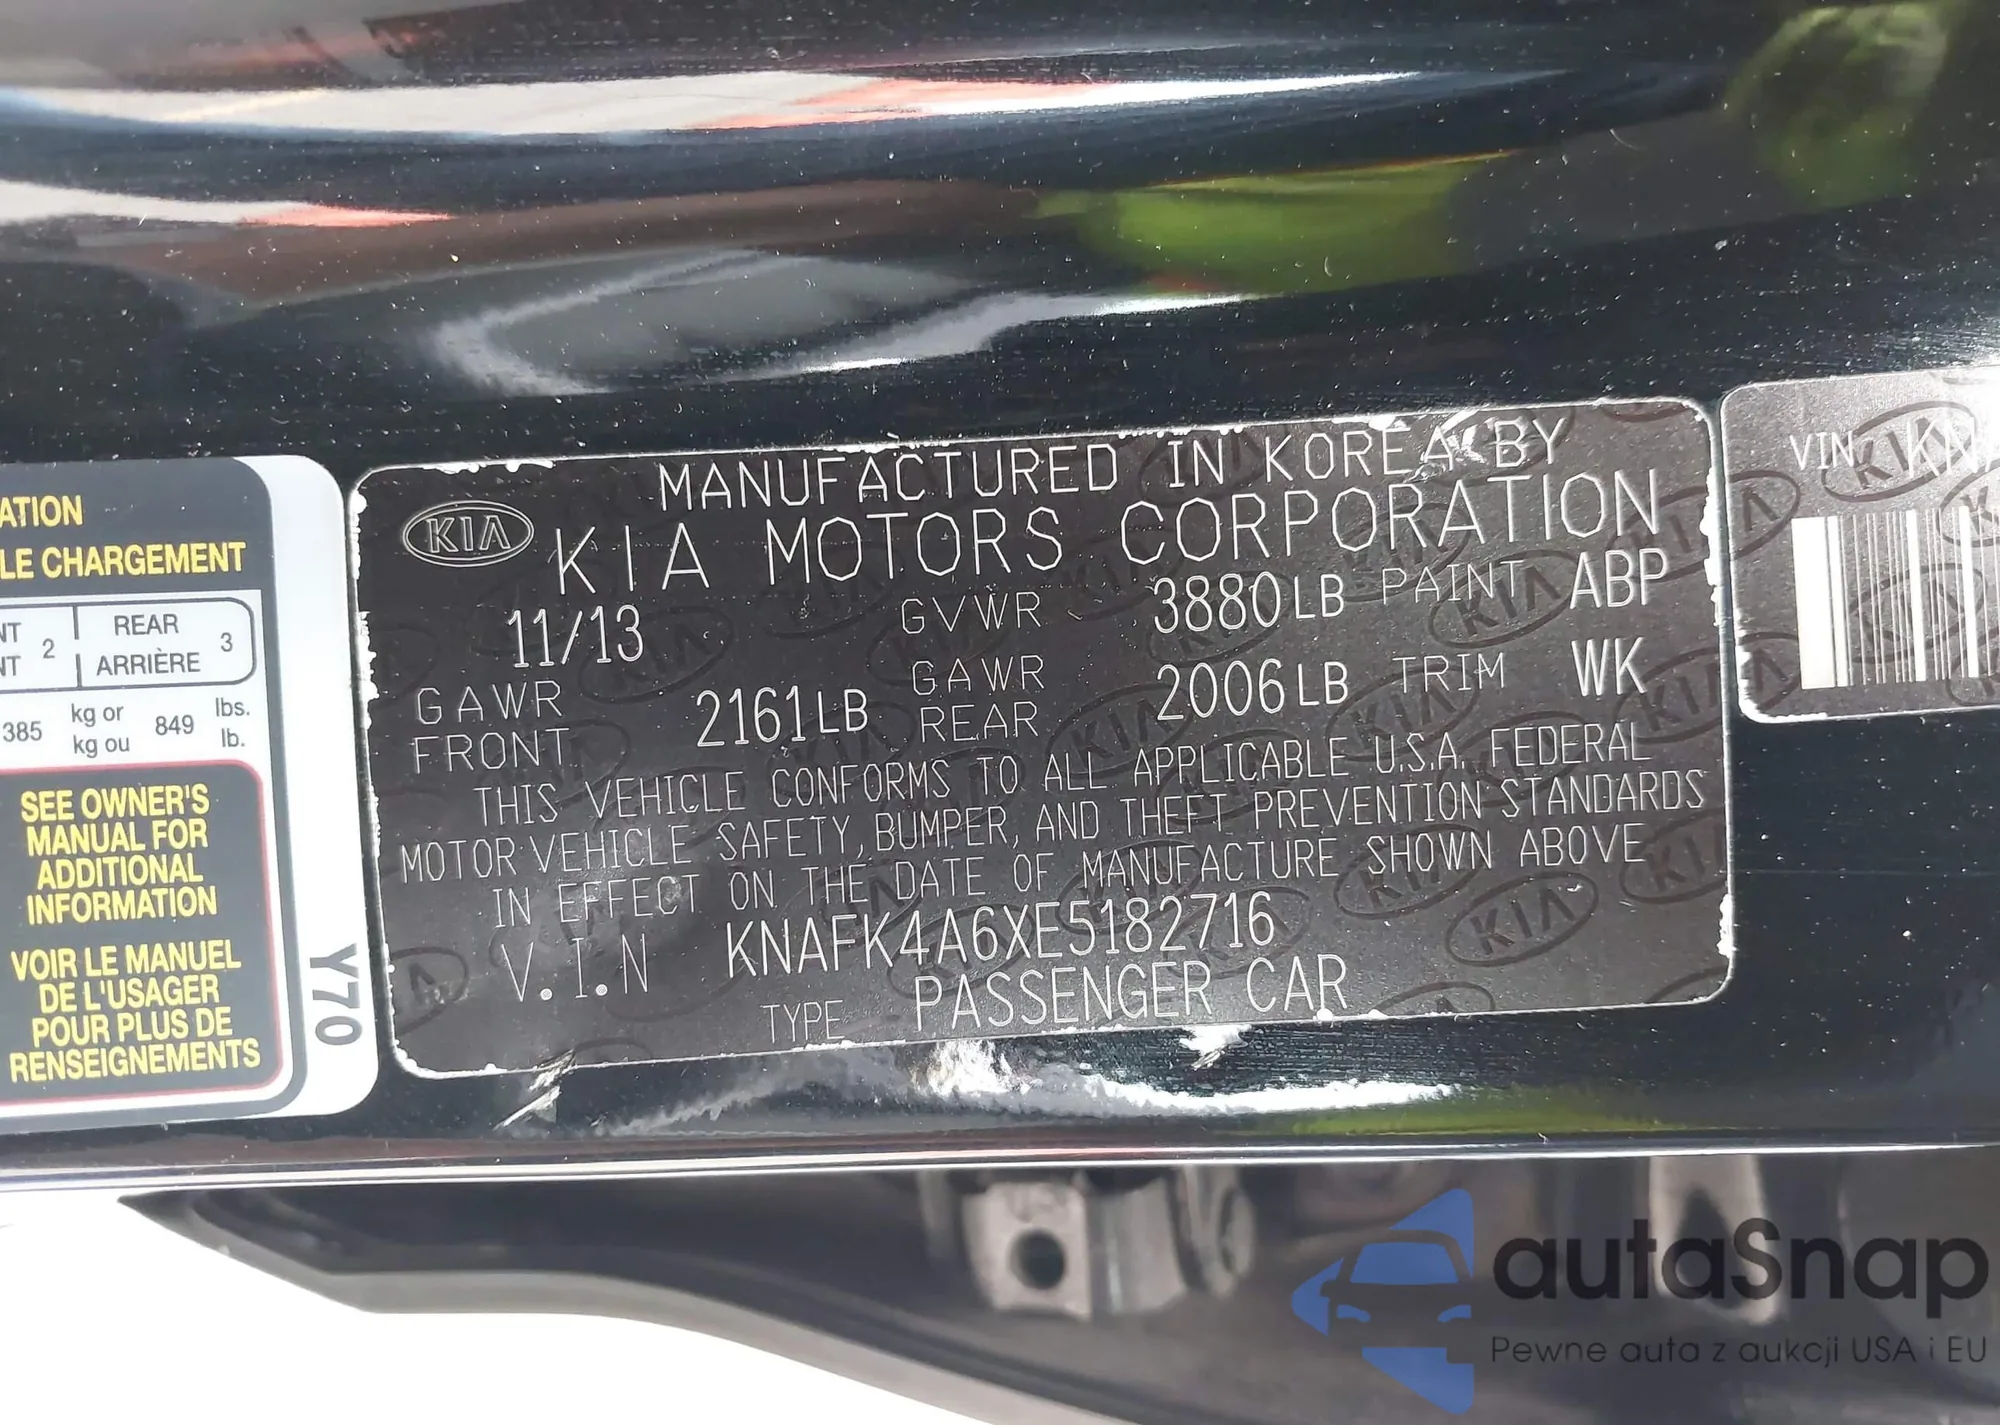 ATION
LE CHARGEMENT
NT 2 REAR 3
NT ARRIÈRE
385 kg or 849 lbs.
kg ou lb.
SEE OWNER'S
MANUAL FOR
ADDITIONAL
INFORMATION
VOIR LE MANUEL
DE L'USAGER
POUR PLUS DE
RENSEIGNEMENTS
Y70
MANUFACTURED IN KOREA BY
KIA KIA MOTORS CORPORATION
11/13 GVWR 3880LB PAINT ABP
GAWR FRONT 2161LB GAWR REAR 2006LB TRIM WK
THIS VEHICLE CONFORMS TO ALL APPLICABLE U.S.A. FEDERAL
MOTOR VEHICLE SAFETY, BUMPER, AND THEFT PREVENTION STANDARDS
IN EFFECT ON THE DATE OF MANUFACTURE SHOWN ABOVE
V.I.N KNAFK4A6XE5182716
TYPE PASSENGER CAR
VIN KN
autaSnap
Pewne auta z aukcji USA i EU